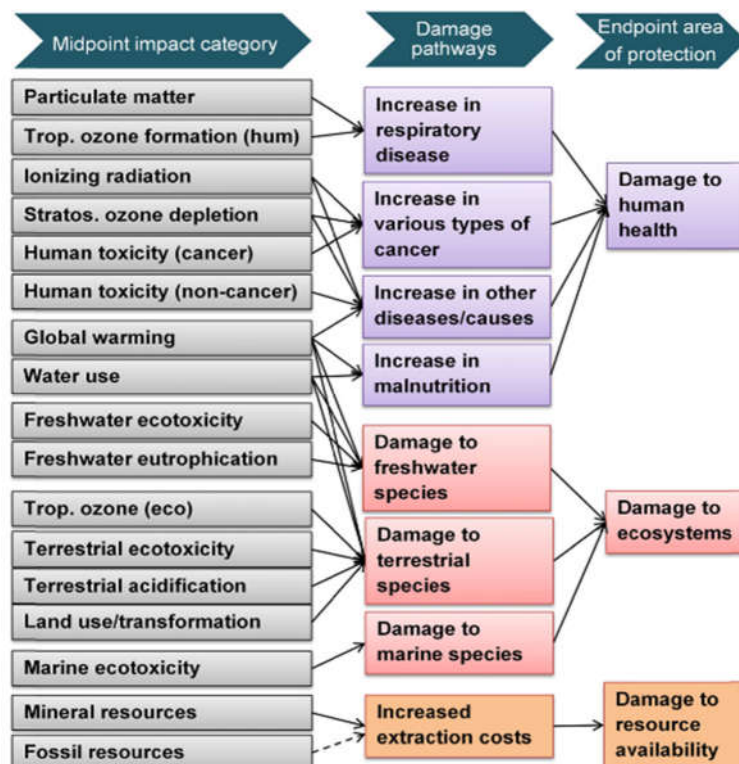 Midpoint impact category
Damage
pathways
Endpoint area
of protection
Particulate matter
Trop. ozone formation (hum)
Ionizing radiation
Stratos. ozone depletion
Human toxicity (cancer)
Human toxicity (non-cancer)
Global warming
Water use
Freshwater ecotoxicity
Freshwater eutrophication
Trop. ozone (eco)
Terrestrial ecotoxicity
Terrestrial acidification
Land use/transformation
Marine ecotoxicity
Mineral resources
Fossil resources
Increase in
respiratory
disease
Increase in
various types of
cancer
Increase in other
diseases/causes
Increase in
malnutrition
Damage to
freshwater
species
Damage to
terrestrial
species
Damage to
marine species
Increased
extraction costs
Damage to
human
health
Damage to
ecosystems
Damage to
resource
availability